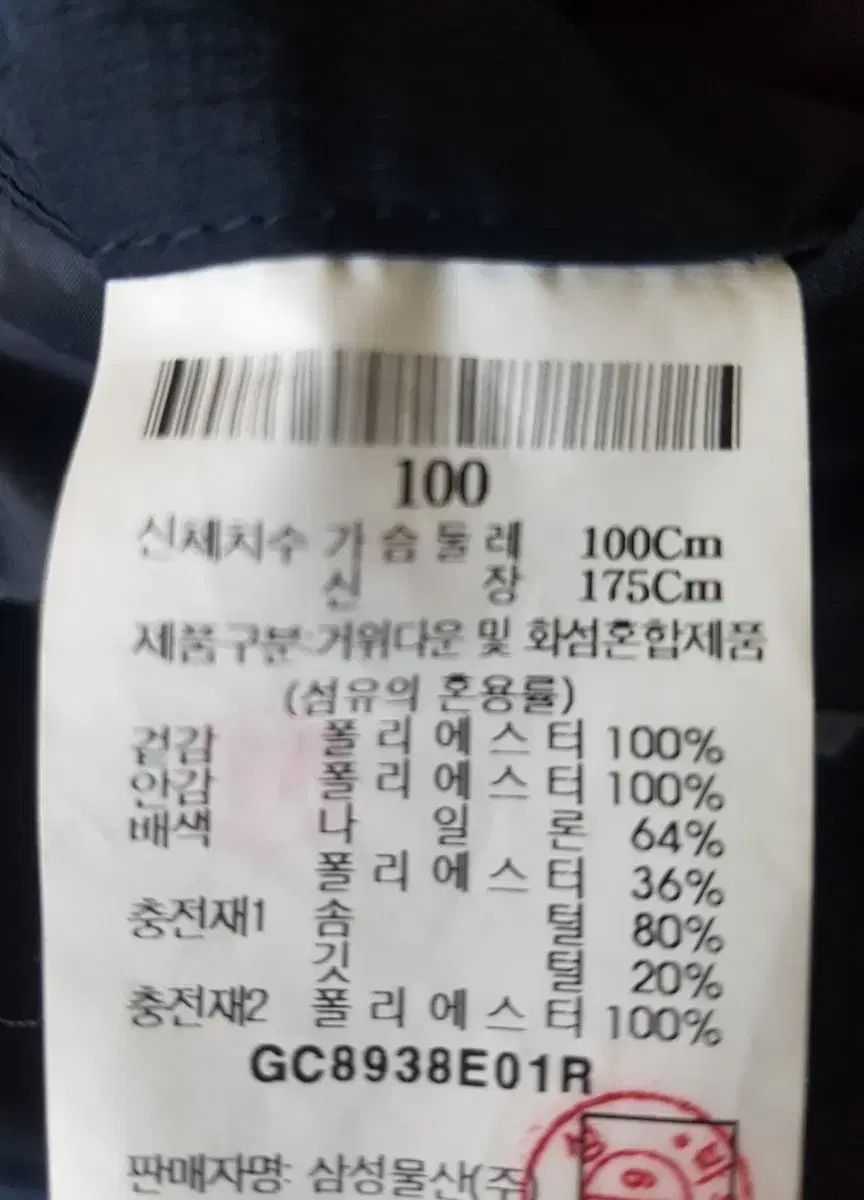 100
신체치수 가슴둘레 100Cm
신장 175Cm
제품구분:거위다운 및 화섬혼합제품
(섬유의 혼용률)
겉감 폴리에스터 100%
안감 폴리에스터 100%
배색 나일론 64%
폴리에스터 36%
충전재1 솜털 80%
깃털 20%
충전재2 폴리에스터 100%
GC8938E01R
판매자명: 삼성물산(주)